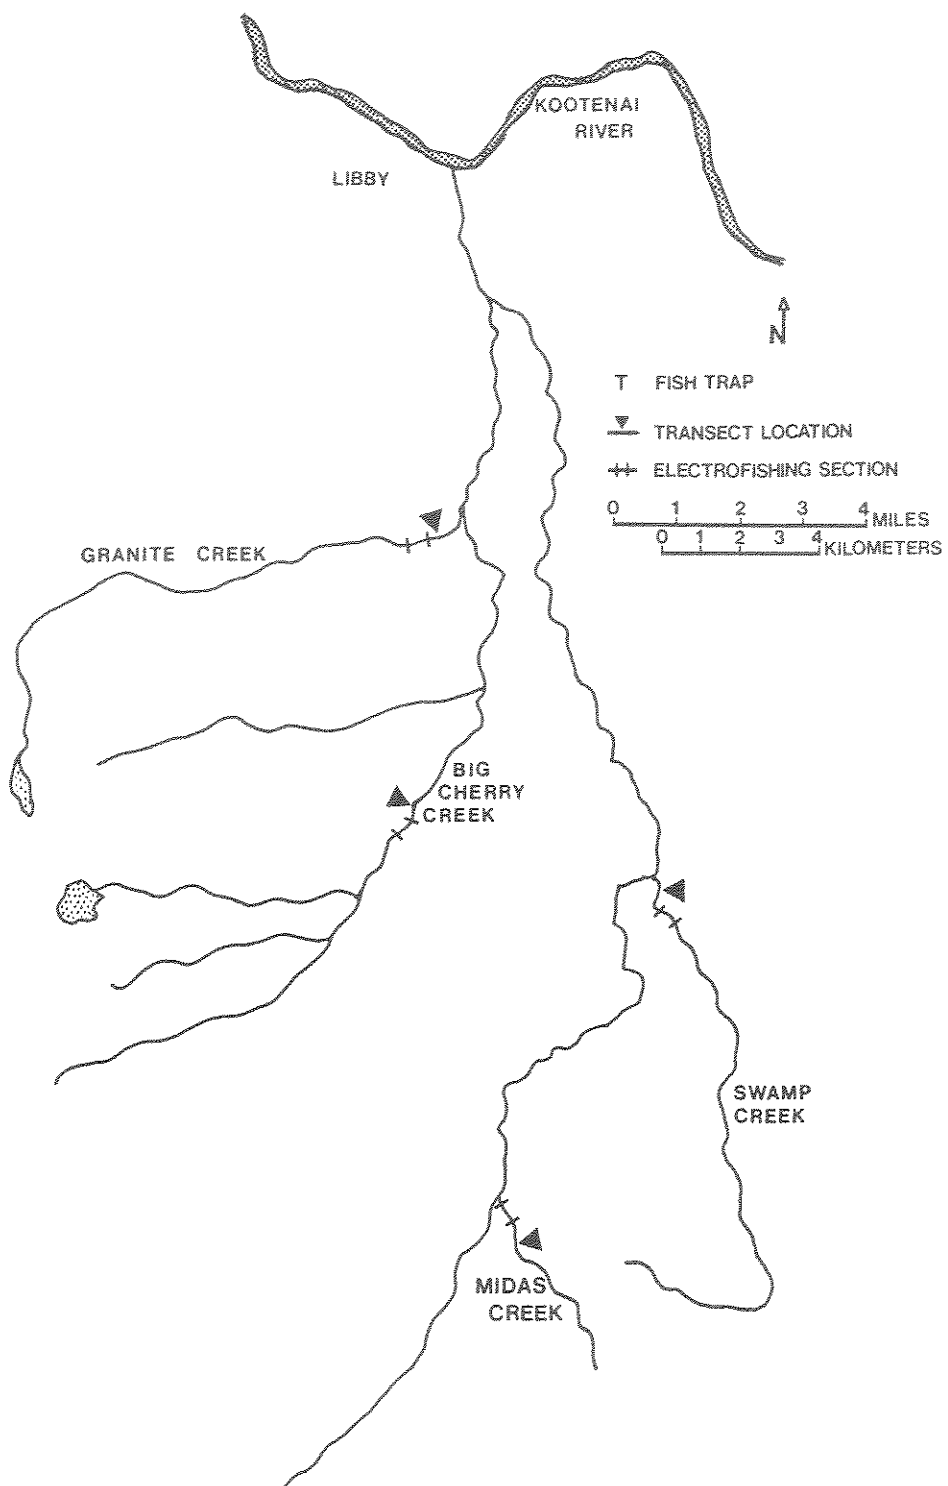 KOOTENAI
RIVER
LIBBY
N
T FISH TRAP
TRANSECT LOCATION
ELECTROFISHING SECTION
0 1 2 3 4 MILES
0 1 2 3 4 KILOMETERS
GRANITE CREEK
BIG
CHERRY
CREEK
SWAMP
CREEK
MIDAS
CREEK